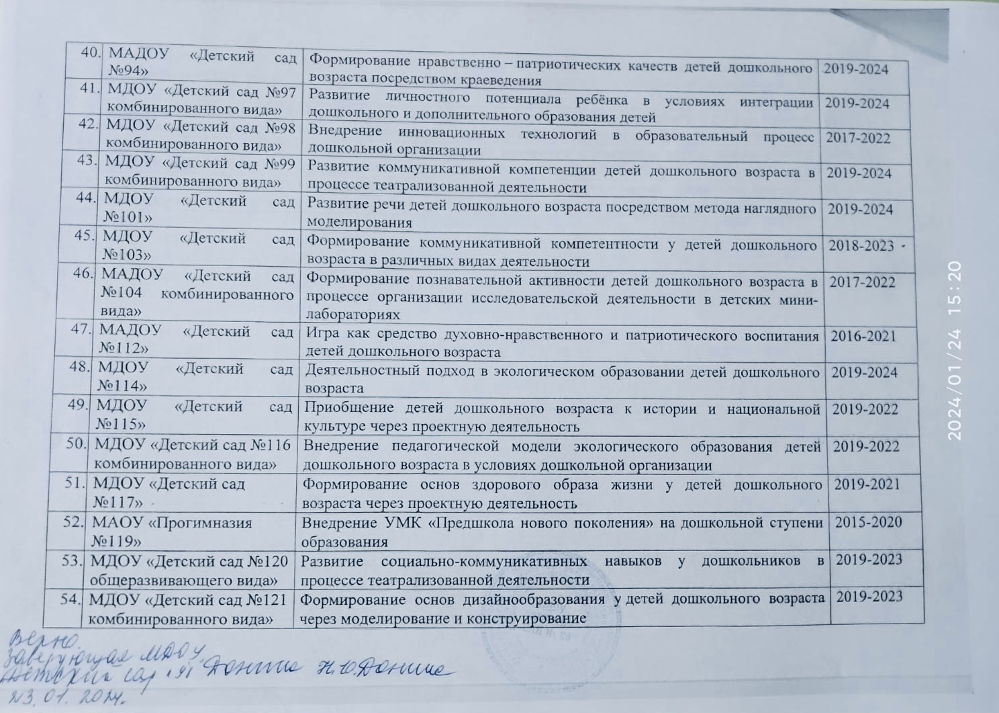 40. МАДОУ «Детский сад
№94»
Формирование нравственно – патриотических качеств детей дошкольного
возраста посредством краеведения
2019-2024
41. МДОУ «Детский сад №97
комбинированного вида»
Развитие личностного потенциала ребёнка в условиях интеграции
дошкольного и дополнительного образования детей
2019-2024
42. МДОУ «Детский сад №98
комбинированного вида»
Внедрение инновационных технологий в образовательный процесс
дошкольной организации
2017-2022
43. МДОУ «Детский сад №99
комбинированного вида»
Развитие коммуникативной компетенции детей дошкольного возраста в
процессе театрализованной деятельности
2019-2024
44. МДОУ «Детский сад
№101»
Развитие речи детей дошкольного возраста посредством метода наглядного
моделирования
2019-2024
45. МДОУ «Детский сад
№103»
Формирование коммуникативной компетентности у детей дошкольного
возраста в различных видах деятельности
2018-2023
46. МАДОУ «Детский сад
№104 комбинированного
вида»
Формирование познавательной активности детей дошкольного возраста в
процессе организации исследовательской деятельности в детских мини-
лабораториях
2017-2022
47. МАДОУ «Детский сад
№112»
Игра как средство духовно-нравственного и патриотического воспитания
детей дошкольного возраста
2016-2021
48. МДОУ «Детский сад
№114»
Деятельностный подход в экологическом образовании детей дошкольного
возраста
2019-2024
49. МДОУ «Детский сад
№115»
Приобщение детей дошкольного возраста к истории и национальной
культуре через проектную деятельность
2019-2022
50. МДОУ «Детский сад №116
комбинированного вида»
Внедрение педагогической модели экологического образования детей
дошкольного возраста в условиях дошкольной организации
2019-2022
51. МДОУ «Детский сад
№117»
Формирование основ здорового образа жизни у детей дошкольного
возраста через проектную деятельность
2019-2021
52. МАОУ «Прогимназия
№119»
Внедрение УМК «Предшкола нового поколения» на дошкольной ступени
образования
2015-2020
53. МДОУ «Детский сад №120
общеразвивающего вида»
Развитие социально-коммуникативных навыков у дошкольников в
процессе театрализованной деятельности
2019-2023
54. МДОУ «Детский сад №121
комбинированного вида»
Формирование основ дизайнообразования у детей дошкольного возраста
через моделирование и конструирование
2019-2023
Верно.
Заведующая МДОУ
Детский сад Донина Н.Ю.Донина
23.01.2024.
2024/01/24 15:20